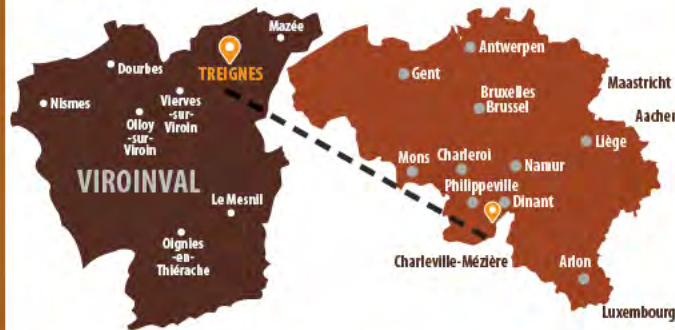 Mazée
TREIGNES
Dourbes
Nismes
Vierves
-sur-
Viroin
Olloy
-sur-
Viroin
VIROINVAL
Le Mesnil
Oignies
-en-
Thiérache
Antwerpen
Gent
Maastricht
Bruxelles
Brussel
Aachen
Liège
Mons
Charleroi
Namur
Philippeville
Dinant
Charleville-Mézière
Arlon
Luxembourg